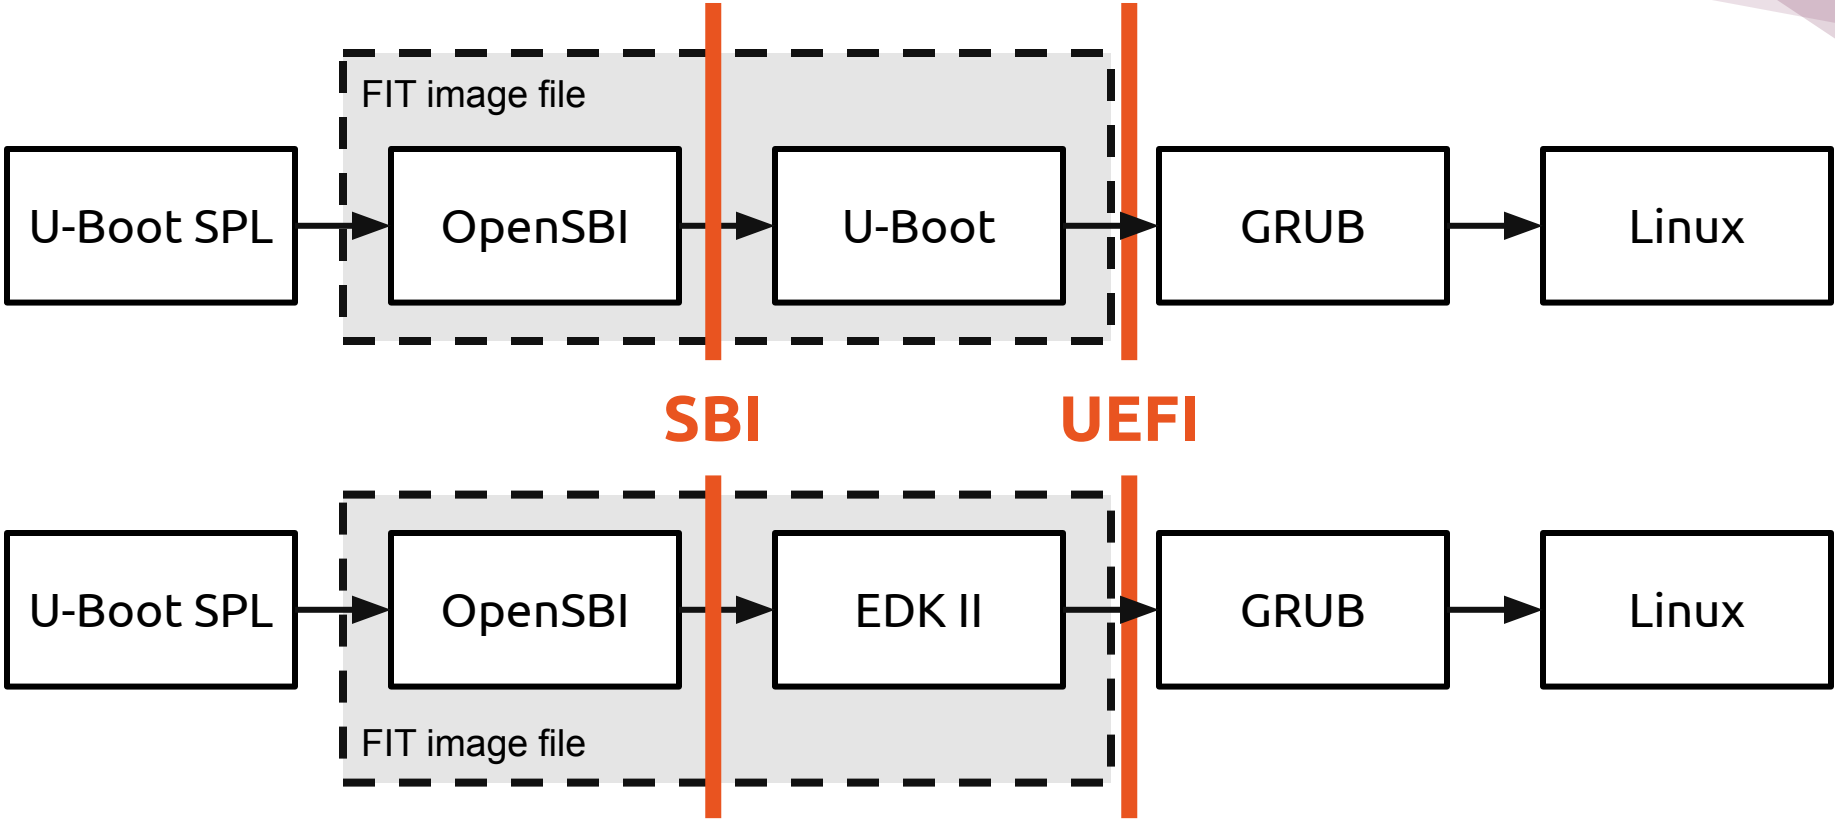 FIT image file
U-Boot SPL
OpenSBI
U-Boot
GRUB
Linux
SBI
UEFI
U-Boot SPL
OpenSBI
EDK II
GRUB
Linux
FIT image file